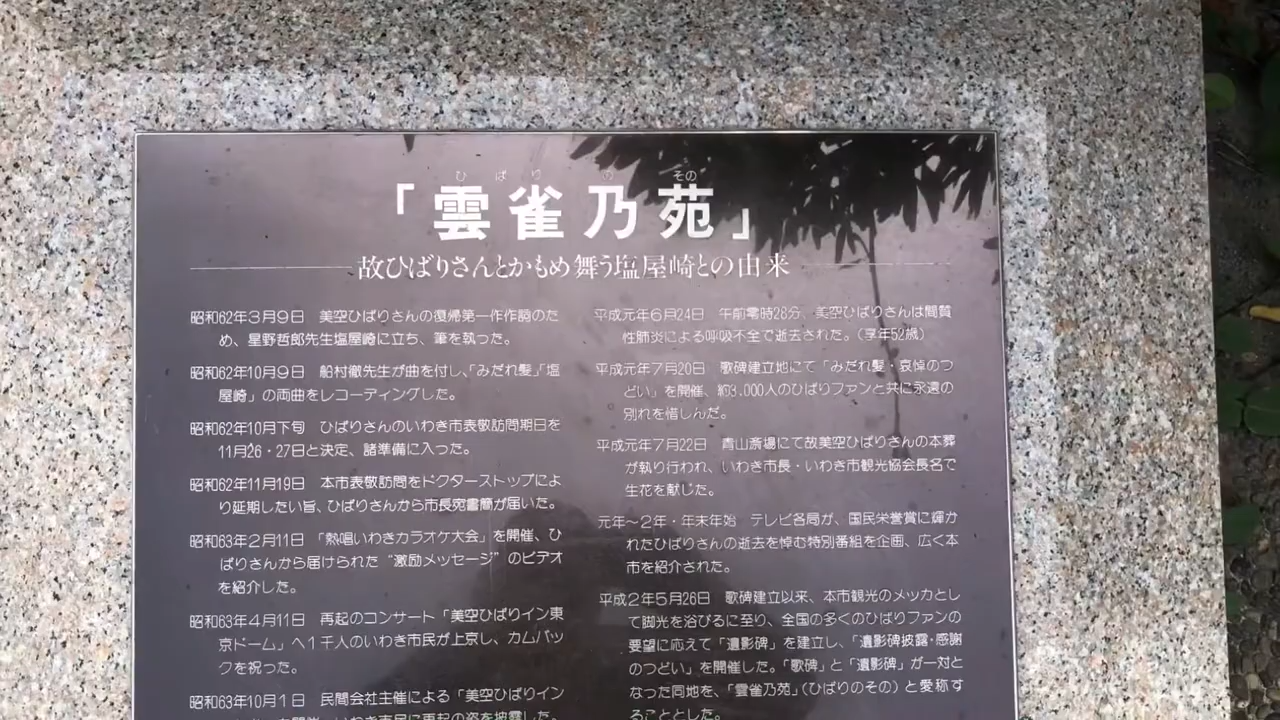 ひばりのその
「雲雀乃苑」
故ひばりさんとかもめ舞う塩屋崎との由来
昭和62年3月9日　美空ひばりさんの復帰第一作作詞のた
め、星野哲郎先生塩屋崎に立ち、筆を執った。
昭和62年10月9日　船村徹先生が曲を付し、「みだれ髪」「塩
屋崎」の両曲をレコーディングした。
昭和62年10月下旬　ひばりさんのいわき市表敬訪問期日を
11月26・27日と決定、諸準備に入った。
昭和62年11月19日　本市表敬訪問をドクターストップによ
り延期したい旨、ひばりさんから市長宛書簡が届いた。
昭和63年2月11日　「熱唱いわきカラオケ大会」を開催、ひ
ばりさんから届けられた“激励メッセージ”のビデオ
を紹介した。
昭和63年4月11日　再起のコンサート「美空ひばりイン東
京ドーム」へ1千人のいわき市民が上京し、カムバッ
クを祝った。
昭和63年10月1日　民間会社主催による「美空ひばりイン
を開催、いわき市民に再起の姿を披露した。
平成元年6月24日　午前零時28分、美空ひばりさんは間質
性肺炎による呼吸不全で逝去された。（享年52歳）
平成元年7月20日　歌碑建立地にて「みだれ髪・哀悼のつ
どい」を開催、約3,000人のひばりファンと共に永遠の
別れを惜しんだ。
平成元年7月22日　青山斎場にて故美空ひばりさんの本葬
が執り行われ、いわき市長・いわき市観光協会長名で
生花を献じた。
元年～2年・年末年始　テレビ各局が、国民栄誉賞に輝か
れたひばりさんの逝去を悼む特別番組を企画、広く本
市を紹介された。
平成2年5月26日　歌碑建立以来、本市観光のメッカとし
て脚光を浴びるに至り、全国の多くのひばりファンの
要望に応えて「遺影碑」を建立し、「遺影碑披露・感謝
のつどい」を開催した。「歌碑」と「遺影碑」が一対と
なった同地を、「雲雀乃苑」（ひばりのその）と愛称す
ることとした。